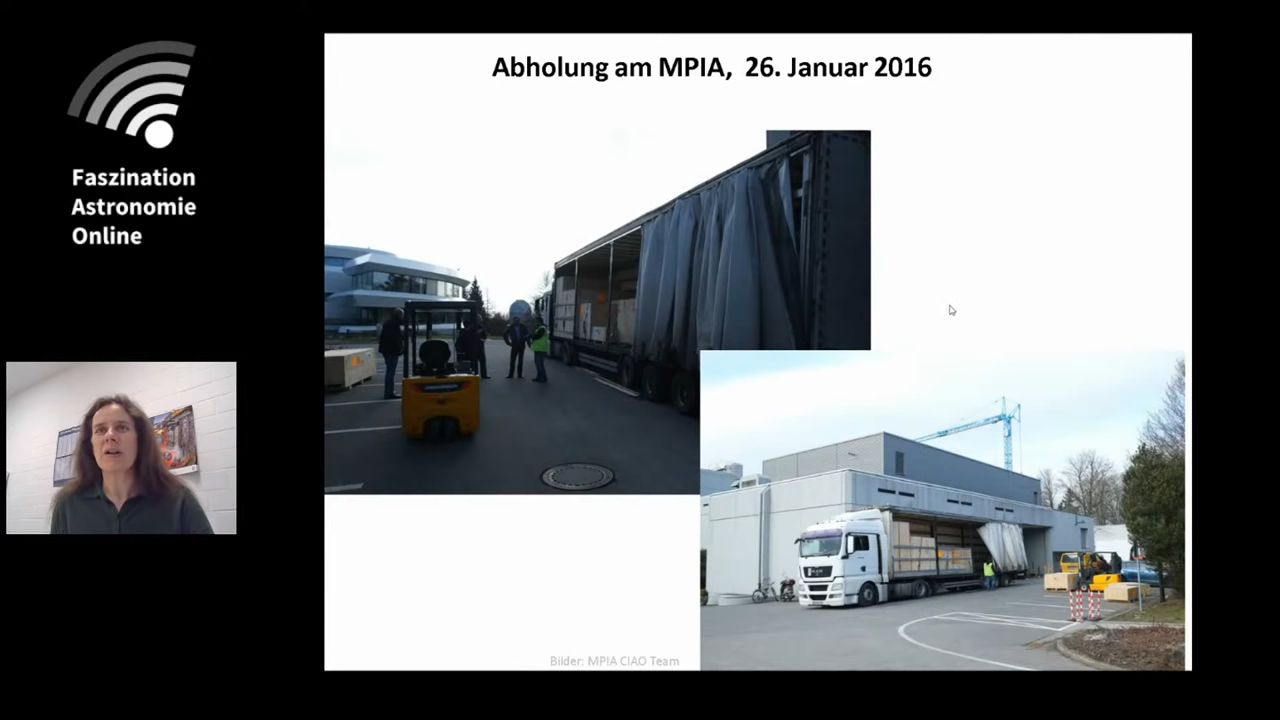 Faszination
Astronomie
Online
Abholung am MPIA, 26. Januar 2016
Bilder: MPIA CIAO Team